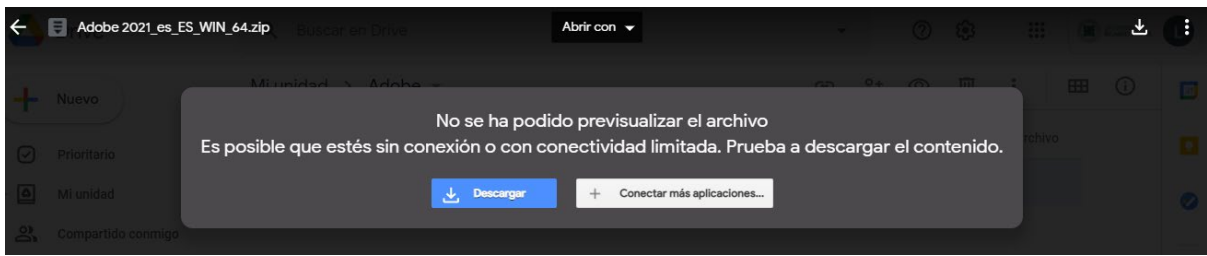 Adobe 2021_es_ES_WIN_64.zip
Buscar en Drive
Abrir con
Mi unidad > Adobe
Nuevo
No se ha podido previsualizar el archivo
Es posible que estés sin conexión o con conectividad limitada. Prueba a descargar el contenido.
Prioritario
Descargar
+ Conectar más aplicaciones...
Mi unidad
Compartido conmigo